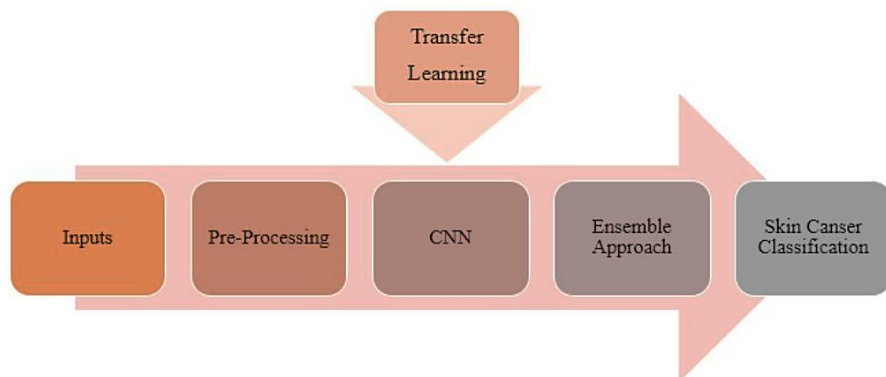 Transfer
Learning
Inputs
Pre-Processing
CNN
Ensemble
Approach
Skin Canser
Classification